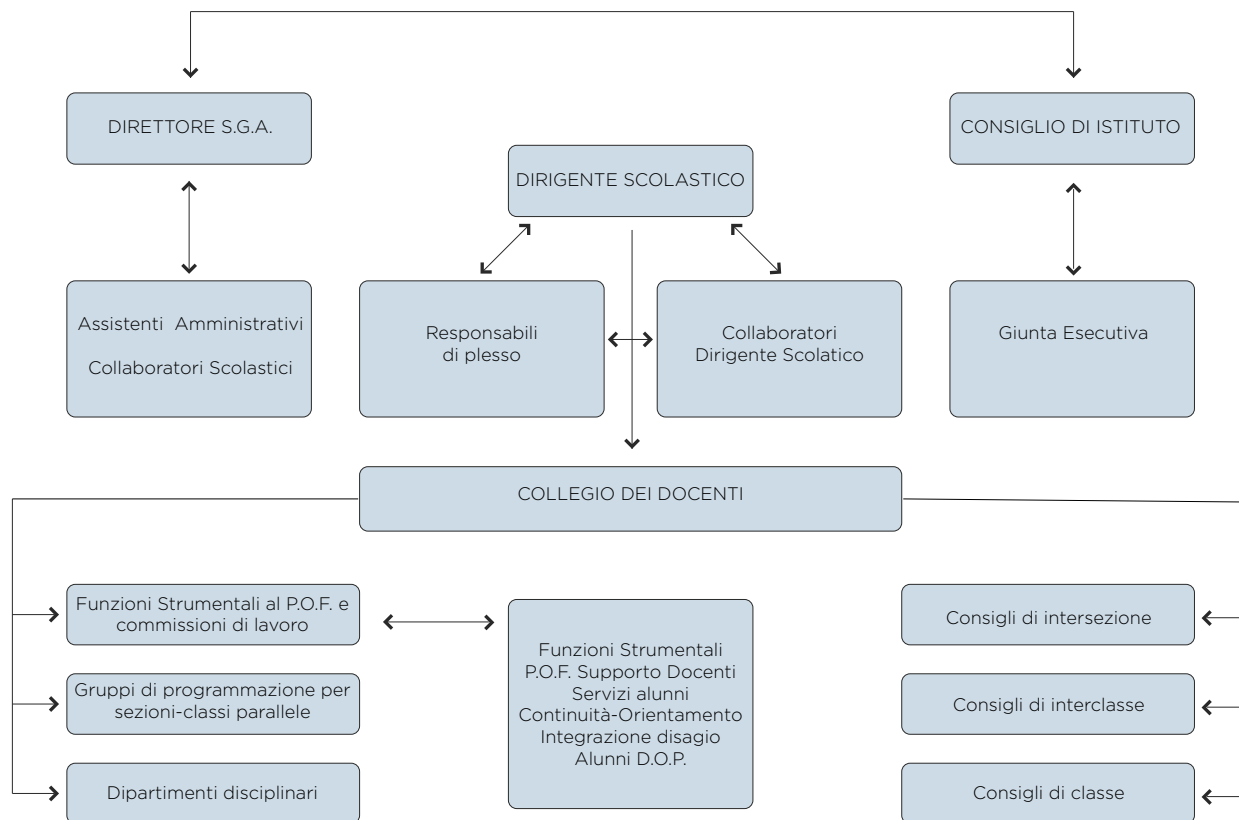 DIRETTORE S.G.A.
CONSIGLIO DI ISTITUTO
DIRIGENTE SCOLASTICO
Assistenti Amministrativi
Collaboratori Scolastici
Responsabili
di plesso
Collaboratori
Dirigente Scolatico
Giunta Esecutiva
COLLEGIO DEI DOCENTI
Funzioni Strumentali al P.O.F. e
commissioni di lavoro
Gruppi di programmazione per
sezioni-classi parallele
Dipartimenti disciplinari
Funzioni Strumentali
P.O.F. Supporto Docenti
Servizi alunni
Continuità-Orientamento
Integrazione disagio
Alunni D.O.P.
Consigli di intersezione
Consigli di interclasse
Consigli di classe